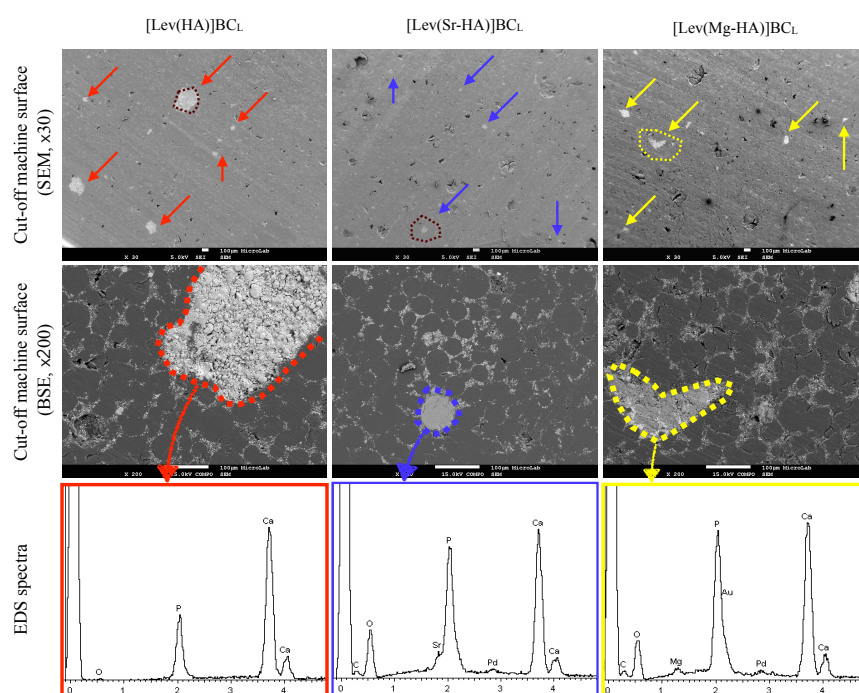 [Lev(HA)]BCL [Lev(Sr-HA)]BCL [Lev(Mg-HA)]BCL
Cut-off machine surface
(SEM, x30)
X 30 5.0kV SEI SEM 100μm MicroLab
X 30 5.0kV SEI SEM 100μm MicroLab
X 30 5.0kV SEI SEM 100μm MicroLab
Cut-off machine surface
(BSE, x200)
X 200 15.0kV COMPO SEM 100μm MicroLab
X 200 15.0kV COMPO SEM 100μm MicroLab
X 200 15.0kV COMPO SEM 100μm MicroLab
EDS spectra
Ca
P
Ca
O
0 1 2 3 4
Ca
P
O
Sr
Ca
C
Pd
0 1 2 3 4
Ca
P
Au
O
Ca
C
Mg
Pd
0 1 2 3 4